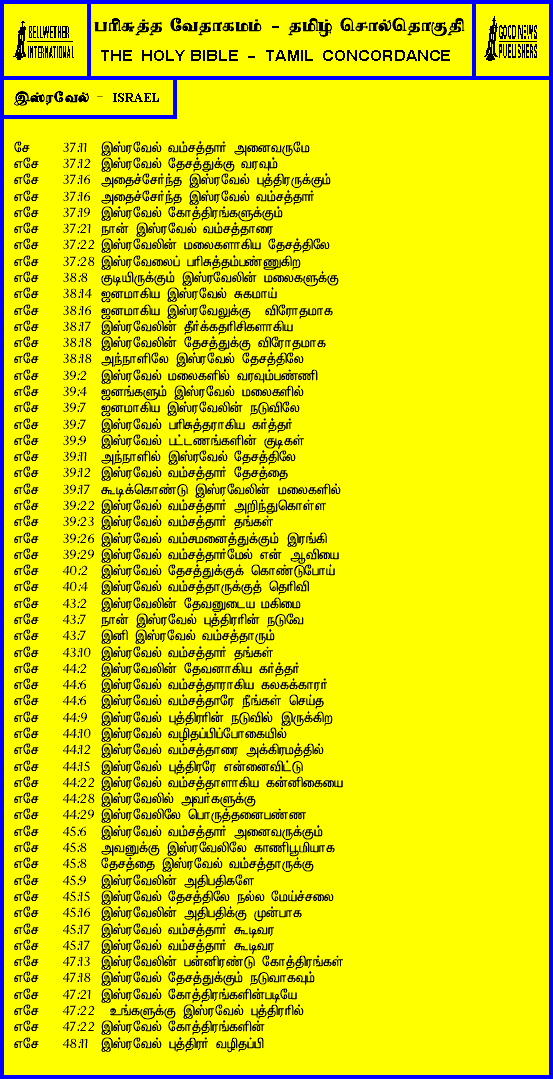 BELLWETHER
INTERNATIONAL
பரிசுத்த வேதாகமம் - தமிழ் சொல்தொகுதி
THE HOLY BIBLE - TAMIL CONCORDANCE
GOOD NEWS
PUBLISHERS
இஸ்ரவேல் - ISRAEL
சே 37:11 இஸ்ரவேல் வம்சத்தார் அனைவருமே
எசே 37:12 இஸ்ரவேல் தேசத்துக்கு வரவும்
எசே 37:16 அதைச்சேர்ந்த இஸ்ரவேல் புத்திரருக்கும்
எசே 37:16 அதைச்சேர்ந்த இஸ்ரவேல் வம்சத்தார்
எசே 37:19 இஸ்ரவேல் கோத்திரங்களுக்கும்
எசே 37:21 நான் இஸ்ரவேல் வம்சத்தாரை
எசே 37:22 இஸ்ரவேலின் மலைகளாகிய தேசத்திலே
எசே 37:28 இஸ்ரவேலைப் பரிசுத்தம்பண்ணுகிற
எசே 38:8 குடியிருக்கும் இஸ்ரவேலின் மலைகளுக்கு
எசே 38:14 ஜனமாகிய இஸ்ரவேல் சுகமாய்
எசே 38:16 ஜனமாகிய இஸ்ரவேலுக்கு விரோதமாக
எசே 38:17 இஸ்ரவேலின் தீர்க்கதரிசிகளாகிய
எசே 38:18 இஸ்ரவேலின் தேசத்துக்கு விரோதமாக
எசே 38:18 அந்நாளிலே இஸ்ரவேல் தேசத்திலே
எசே 39:2 இஸ்ரவேல் மலைகளில் வரவும்பண்ணி
எசே 39:4 ஜனங்களும் இஸ்ரவேல் மலைகளில்
எசே 39:7 ஜனமாகிய இஸ்ரவேலின் நடுவிலே
எசே 39:7 இஸ்ரவேல் பரிசுத்தராகிய கர்த்தர்
எசே 39:9 இஸ்ரவேல் பட்டணங்களின் குடிகள்
எசே 39:11 அந்நாளில் இஸ்ரவேல் தேசத்திலே
எசே 39:12 இஸ்ரவேல் வம்சத்தார் தேசத்தை
எசே 39:17 கூடிக்கொண்டு இஸ்ரவேலின் மலைகளில்
எசே 39:22 இஸ்ரவேல் வம்சத்தார் அறிந்துகொள்ள
எசே 39:23 இஸ்ரவேல் வம்சத்தார் தங்கள்
எசே 39:26 இஸ்ரவேல் வம்சமனைத்துக்கும் இரங்கி
எசே 39:29 இஸ்ரவேல் வம்சத்தார்மேல் என் ஆவியை
எசே 40:2 இஸ்ரவேல் தேசத்துக்குக் கொண்டுபோய்
எசே 40:4 இஸ்ரவேல் வம்சத்தாருக்குத் தெரிவி
எசே 43:2 இஸ்ரவேலின் தேவனுடைய மகிமை
எசே 43:7 நான் இஸ்ரவேல் புத்திரரின் நடுவே
எசே 43:7 இனி இஸ்ரவேல் வம்சத்தாரும்
எசே 43:10 இஸ்ரவேல் வம்சத்தார் தங்கள்
எசே 44:2 இஸ்ரவேலின் தேவனாகிய கர்த்தர்
எசே 44:6 இஸ்ரவேல் வம்சத்தாராகிய கலகக்காரர்
எசே 44:6 இஸ்ரவேல் வம்சத்தாரே நீங்கள் செய்த
எசே 44:9 இஸ்ரவேல் புத்திரரின் நடுவில் இருக்கிற
எசே 44:10 இஸ்ரவேல் வழிதப்பிப்போகையில்
எசே 44:12 இஸ்ரவேல் வம்சத்தாரை அக்கிரமத்தில்
எசே 44:15 இஸ்ரவேல் புத்திரரே என்னைவிட்டு
எசே 44:22 இஸ்ரவேல் வம்சத்தாளாகிய கன்னிகையை
எசே 44:28 இஸ்ரவேலில் அவர்களுக்கு
எசே 44:29 இஸ்ரவேலிலே பொருத்தனைபண்ண
எசே 45:6 இஸ்ரவேல் வம்சத்தார் அனைவருக்கும்
எசே 45:8 அவனுக்கு இஸ்ரவேலிலே காணிபூமியாக
எசே 45:8 தேசத்தை இஸ்ரவேல் வம்சத்தாருக்கு
எசே 45:9 இஸ்ரவேலின் அதிபதிகளே
எசே 45:15 இஸ்ரவேல் தேசத்திலே நல்ல மேய்ச்சலை
எசே 45:16 இஸ்ரவேலின் அதிபதிக்கு முன்பாக
எசே 45:17 இஸ்ரவேல் வம்சத்தார் கூடிவர
எசே 45:17 இஸ்ரவேல் வம்சத்தார் கூடிவர
எசே 47:13 இஸ்ரவேலின் பன்னிரண்டு கோத்திரங்கள்
எசே 47:18 இஸ்ரவேல் தேசத்துக்கும் நடுவாகவும்
எசே 47:21 இஸ்ரவேல் கோத்திரங்களின்படியே
எசே 47:22 உங்களுக்கு இஸ்ரவேல் புத்திரரில்
எசே 47:22 இஸ்ரவேல் கோத்திரங்களின்
எசே 48:11 இஸ்ரவேல் புத்திரர் வழிதப்பி